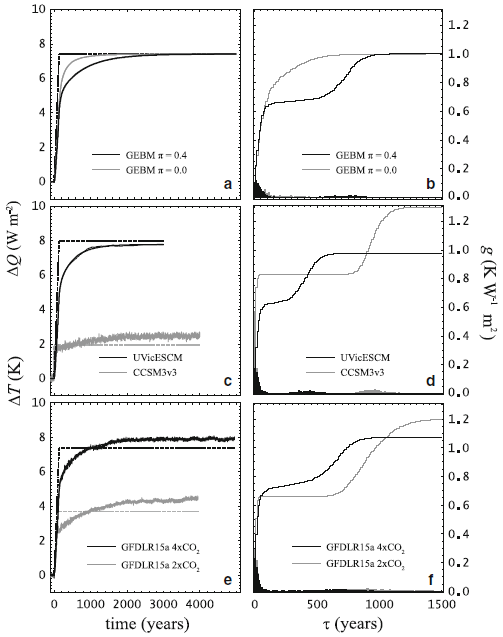 10
8
6
4
2
0
GEBM π = 0.4
GEBM π = 0.0
a
1.2
1.0
0.8
0.6
0.4
0.2
0.0
GEBM π = 0.4
GEBM π = 0.0
b
ΔT (K)
ΔQ (W m-2)
g (K W-1 m2)
10
8
6
4
2
0
UVicESCM
CCSM3v3
c
1.2
1.0
0.8
0.6
0.4
0.2
0.0
UVicESCM
CCSM3v3
d
8
6
4
2
0
GFDLR15a 4xCO2
GFDLR15a 2xCO2
e
1.2
1.0
0.8
0.6
0.4
0.2
0.0
GFDLR15a 4xCO2
GFDLR15a 2xCO2
f
0 1000 2000 3000 4000
0 500 1000 1500
time (years)
τ (years)